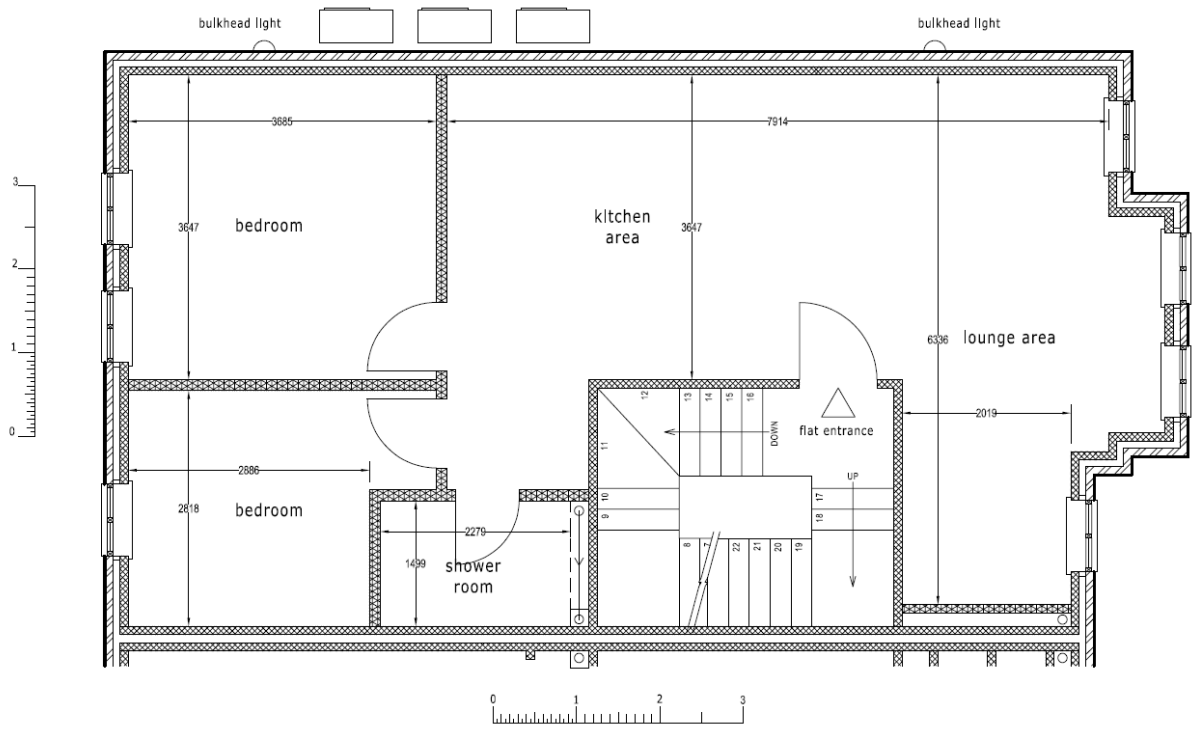 bulkhead light
bulkhead light
3685
7914
3
2
1
0
3647
bedroom
kItchen
area
3647
6336
lounge area
12
13
14
15
16
11
DOWN
flat entrance
2019
2886
2818
bedroom
UP
10
9
17
18
2279
1499
shower
room
8
7
22
21
20
19
0
1
2
3